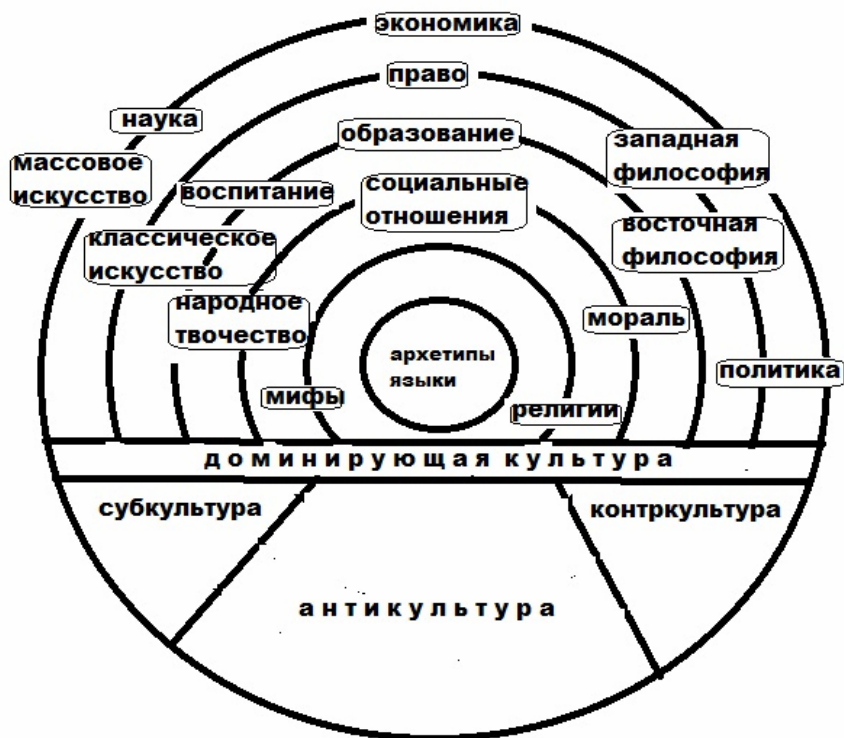 экономика
право
наука
образование
западная
философия
массовое
искусство
воспитание
социальные
отношения
классическое
искусство
восточная
философия
народное
твочество
мораль
архетипы
языки
политика
мифы
религии
доминирующая культура
субкультура
контркультура
антикультура